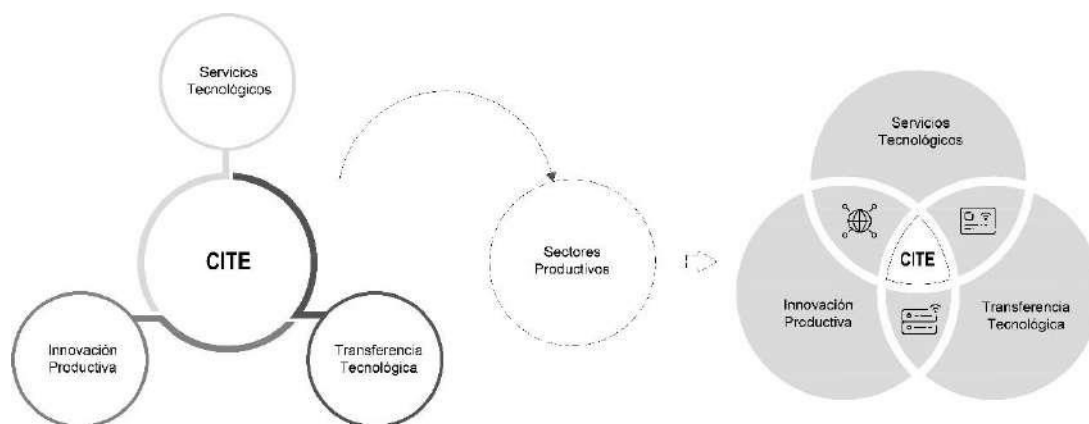 Servicios
Tecnológicos
CITE
Innovación
Productiva
Transferencia
Tecnológica
Sectores
Productivos
Servicios
Tecnológicos
CITE
Innovación
Productiva
Transferencia
Tecnológica